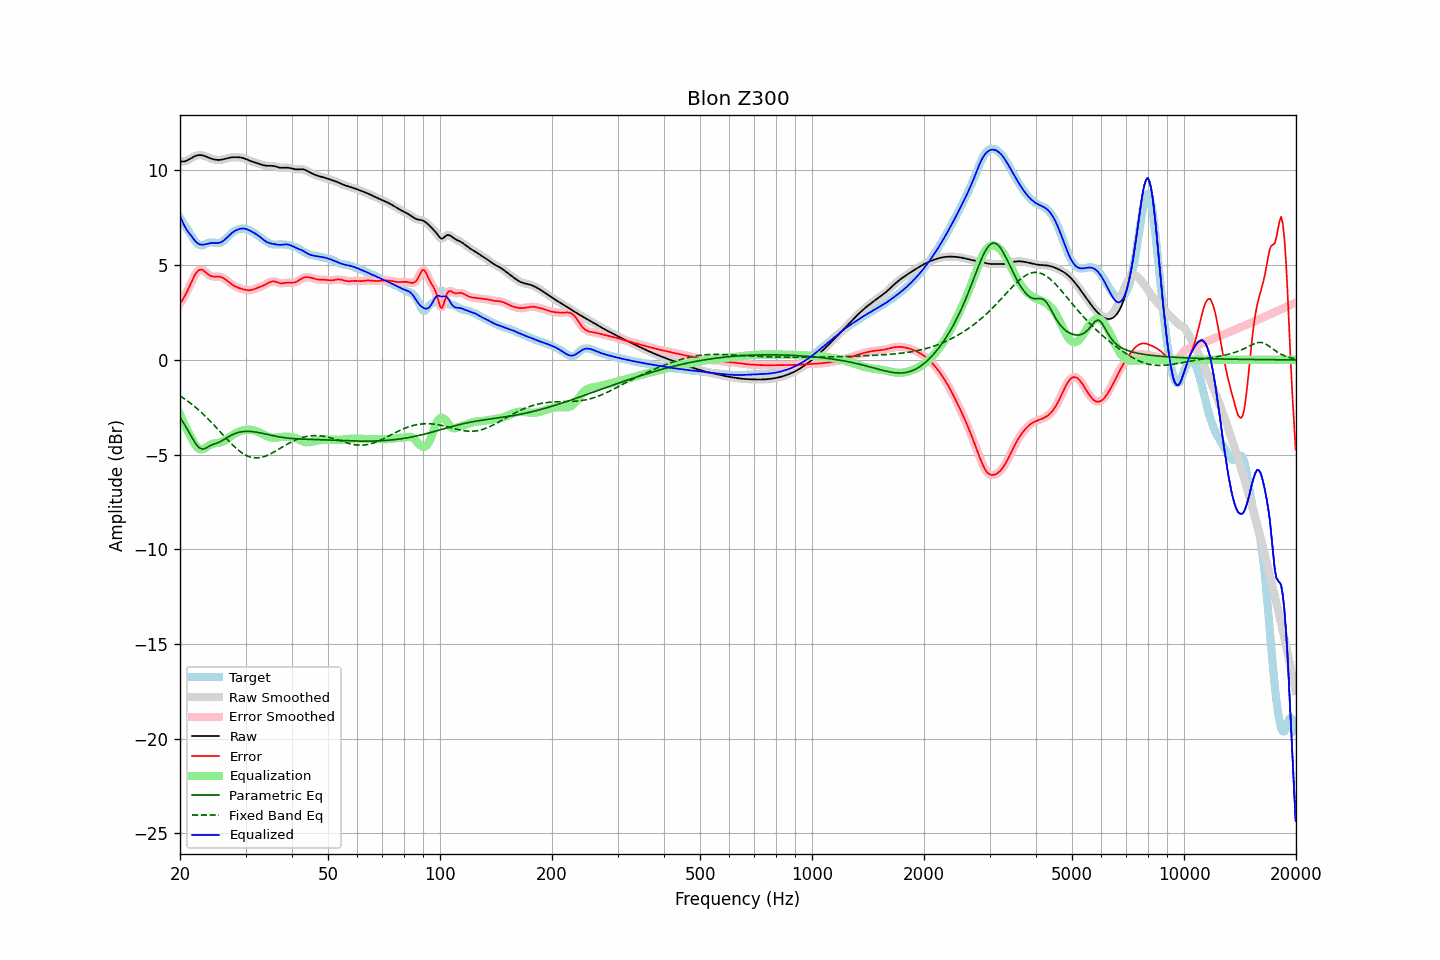 Blon Z300
Amplitude (dBr)
10
5
0
−5
−10
−15
−20
−25
Target
Raw Smoothed
Error Smoothed
Raw
Error
Equalization
Parametric Eq
Fixed Band Eq
Equalized
20 50 100 200 500 1000 2000 5000 10000 20000
Frequency (Hz)